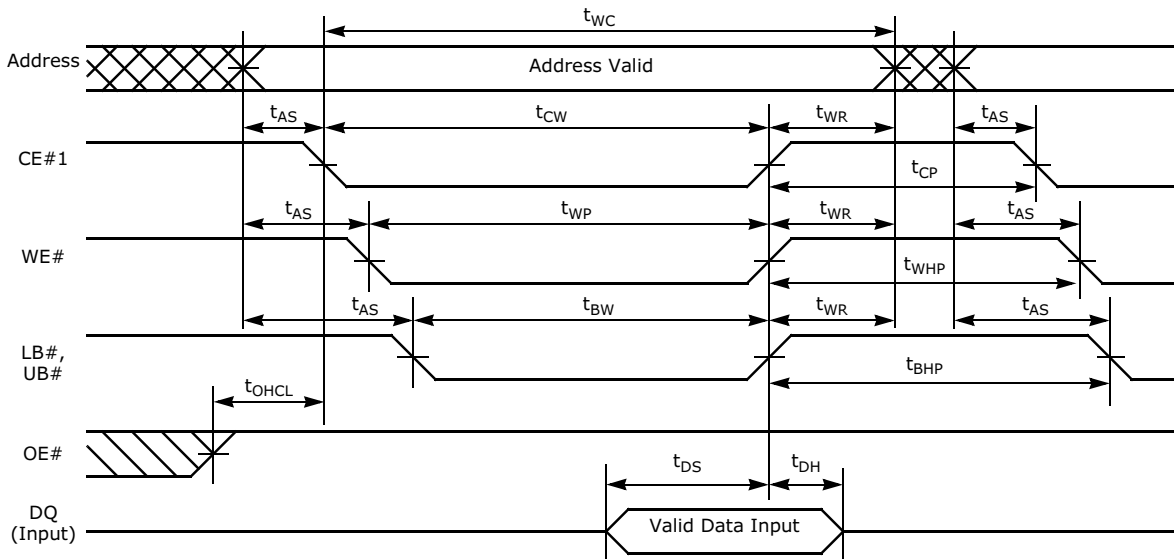 tWC
Address
Address Valid
tAS
tCW
tWR
tAS
CE#1
tCP
tAS
tWP
tWR
tAS
WE#
tWHP
tAS
tBW
tWR
tAS
LB#,
UB#
tBHP
tOHCL
OE#
tDS
tDH
DQ
(Input)
Valid Data Input